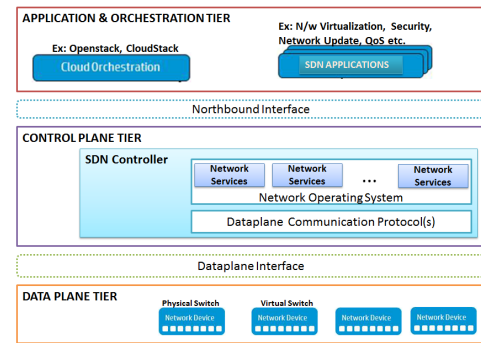 APPLICATION & ORCHESTRATION TIER
Ex: N/w Virtualization, Security,
Network Update, QoS etc.
Ex: Openstack, CloudStack
Cloud Orchestration
SDN APPLICATIONS
Northbound Interface
CONTROL PLANE TIER
SDN Controller
Network
Services
Network
Services
...
Network
Services
Network Operating System
Dataplane Communication Protocol(s)
Dataplane Interface
DATA PLANE TIER
Physical Switch
Virtual Switch
Network Device
Network Device
Network Device
Network Device